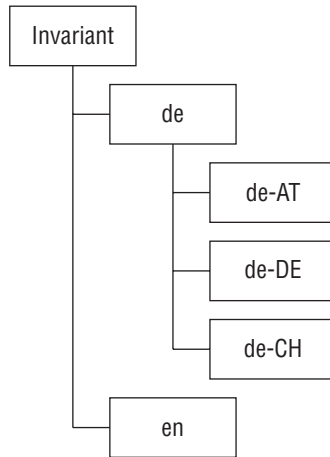 Invariant
de
de-AT
de-DE
de-CH
en